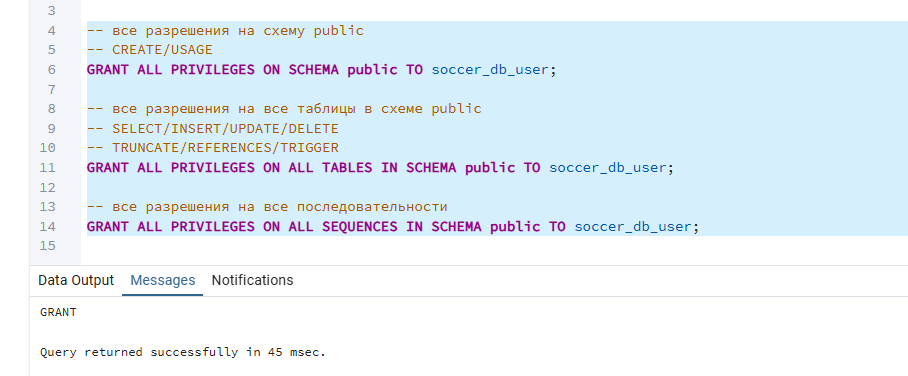 3
4 -- все разрешения на схему public
5 -- CREATE/USAGE
6 GRANT ALL PRIVILEGES ON SCHEMA public TO soccer_db_user;
7
8 -- все разрешения на все таблицы в схеме public
9 -- SELECT/INSERT/UPDATE/DELETE
10 -- TRUNCATE/REFERENCES/TRIGGER
11 GRANT ALL PRIVILEGES ON ALL TABLES IN SCHEMA public TO soccer_db_user;
12
13 -- все разрешения на все последовательности
14 GRANT ALL PRIVILEGES ON ALL SEQUENCES IN SCHEMA public TO soccer_db_user;
15
Data Output Messages Notifications
GRANT
Query returned successfully in 45 msec.